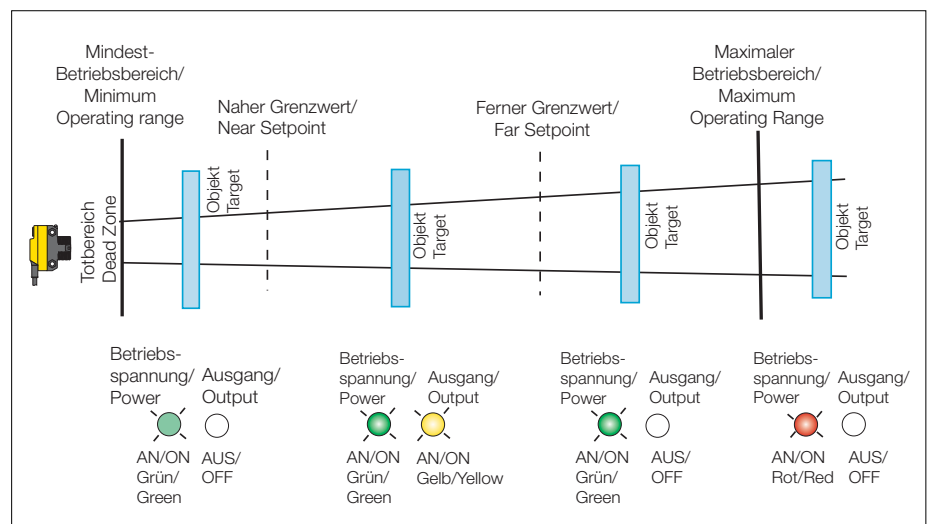 Mindest-
Betriebsbereich/
Minimum
Operating range
Naher Grenzwert/
Near Setpoint
Ferner Grenzwert/
Far Setpoint
Maximaler
Betriebsbereich/
Maximum
Operating Range
Totbereich
Dead Zone
Objekt
Target
Objekt
Target
Objekt
Target
Objekt
Target
Betriebs-
spannung/
Power
Ausgang/
Output
AN/ON
Grün/
Green
AUS/
OFF
Betriebs-
spannung/
Power
Ausgang/
Output
AN/ON
Grün/
Green
AN/ON
Gelb/Yellow
Betriebs-
spannung/
Power
Ausgang/
Output
AN/ON
Grün/
Green
AUS/
OFF
Betriebs-
spannung/
Power
Ausgang/
Output
AN/ON
Rot/Red
AUS/
OFF